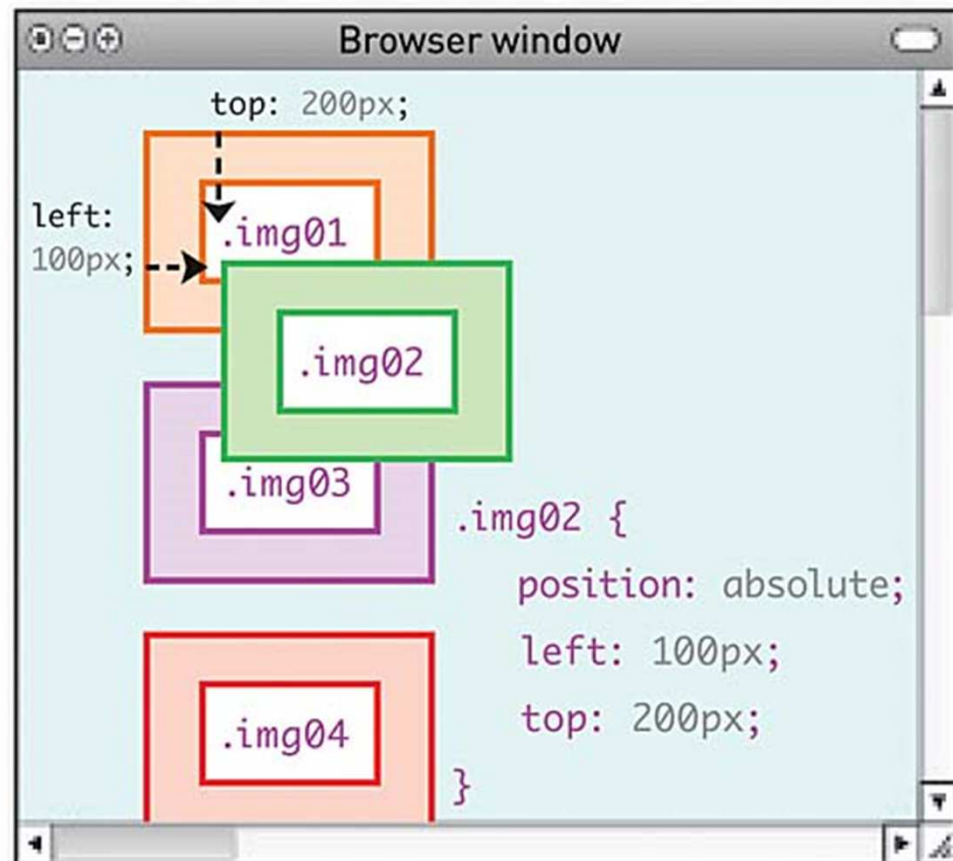 Browser window
top: 200px;
left:
100px;
.img01
.img02
.img03
.img02 {
position: absolute;
left: 100px;
top: 200px;
}
.img04